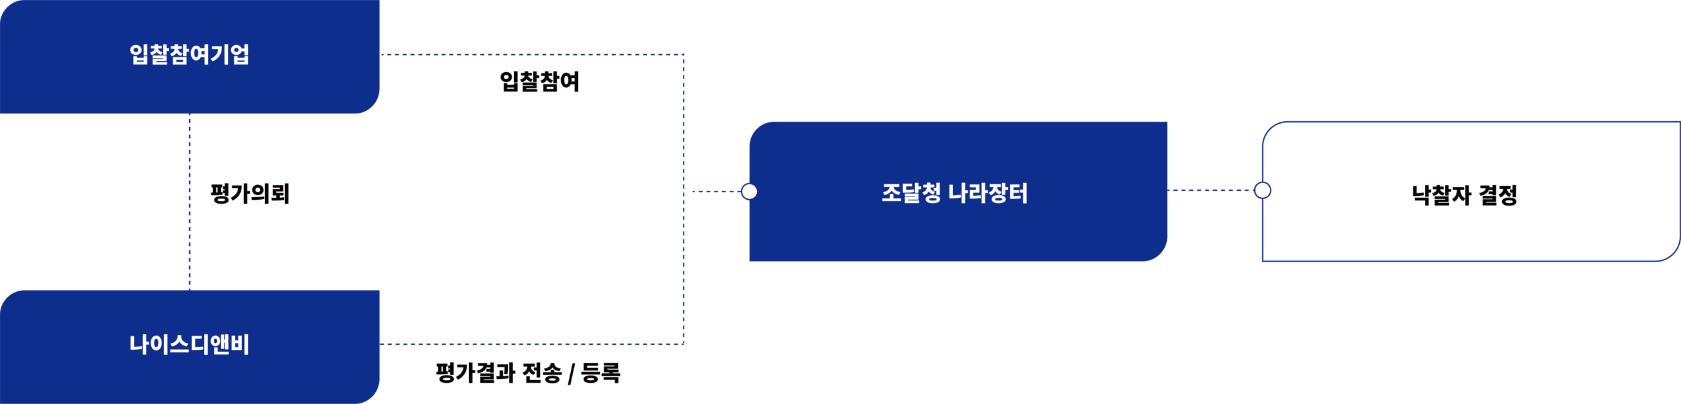 입찰참여기업
입찰참여
평가의뢰
조달청 나라장터
낙찰자 결정
나이스디앤비
평가결과 전송 / 등록